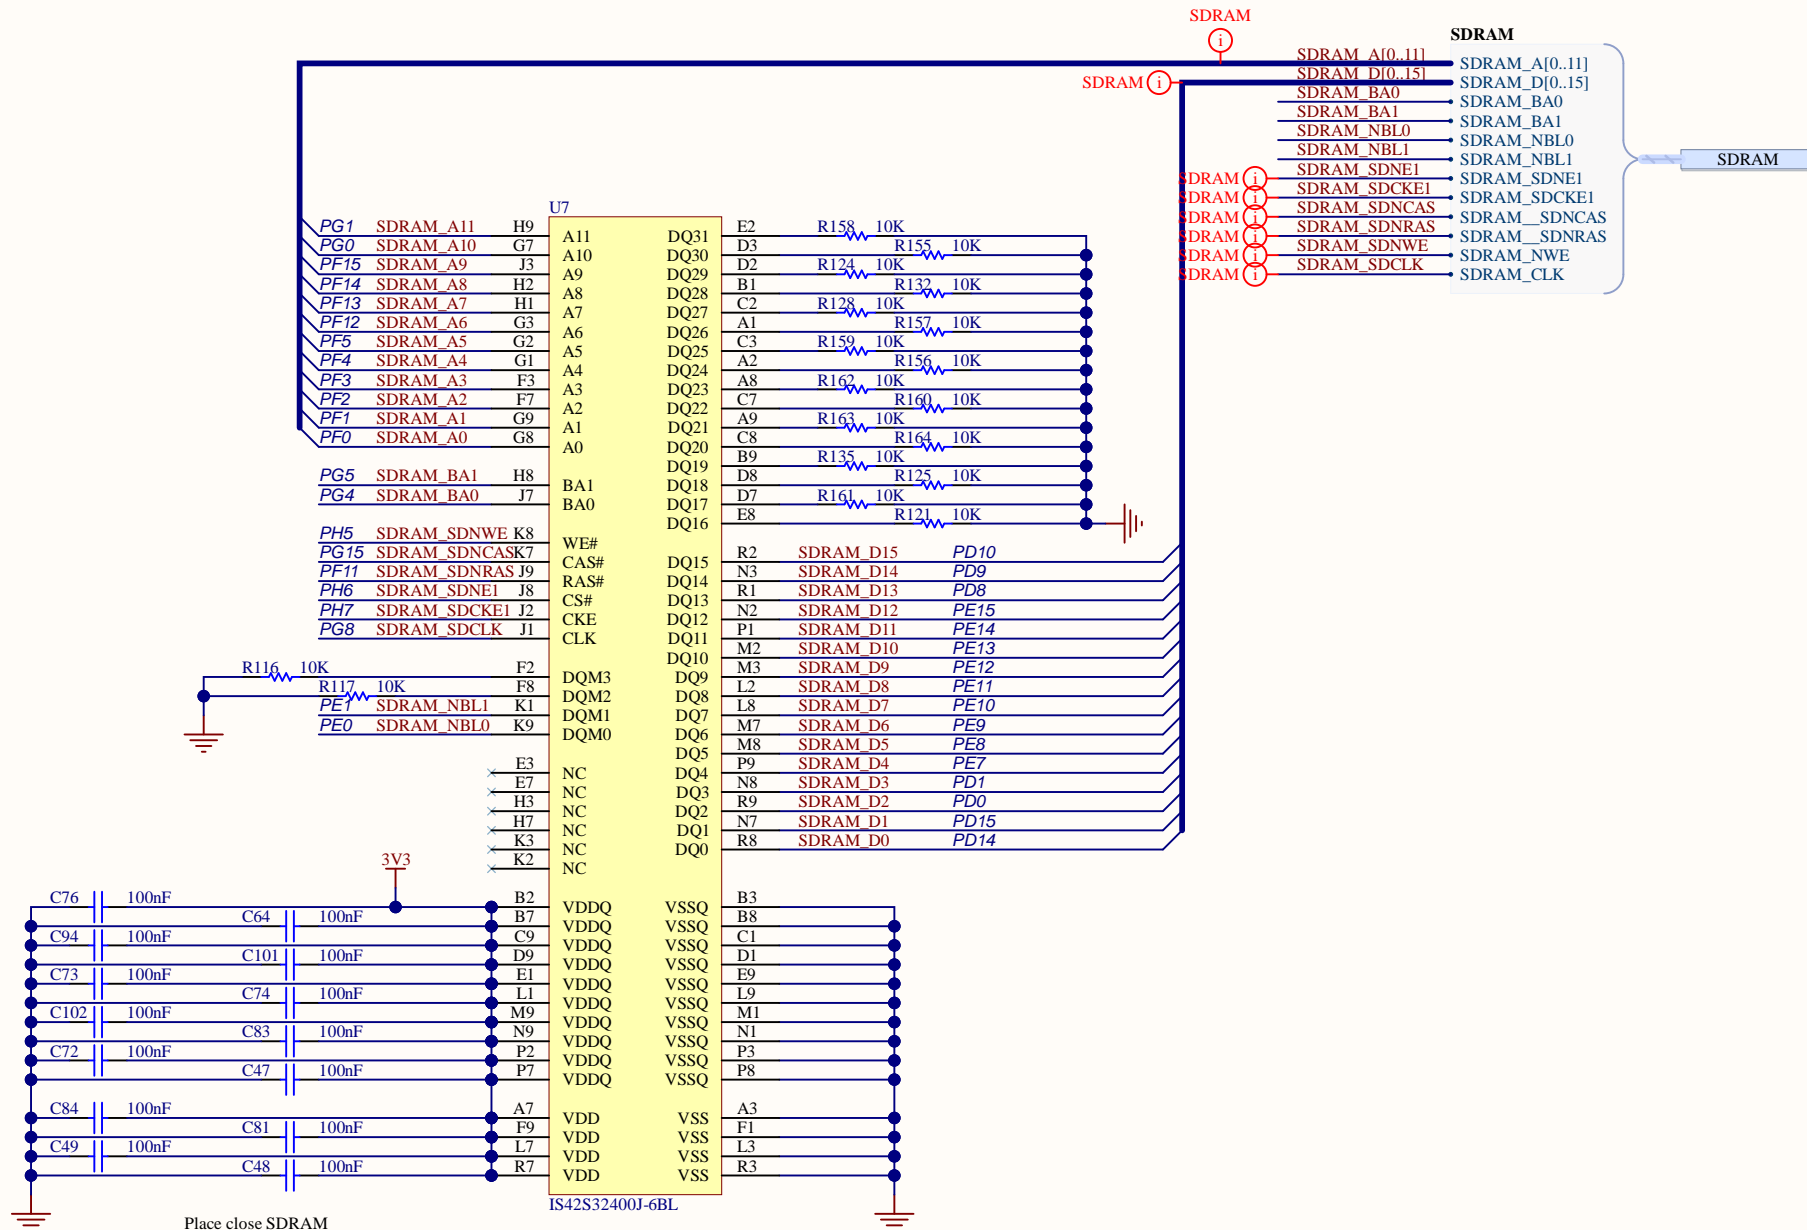 SDRAM
SDRAM
SDRAM
SDRAM_A[0..11] SDRAM_A[0..11]
SDRAM_D[0..15] SDRAM_D[0..15]
SDRAM_BA0 SDRAM_BA0
SDRAM_BA1 SDRAM_BA1
SDRAM_NBL0 SDRAM_NBL0
SDRAM_NBL1 SDRAM_NBL1
SDRAM
SDRAM SDRAM_SDNE1 SDRAM_SDNE1
SDRAM SDRAM_SDCKE1 SDRAM_SDCKE1
SDRAM SDRAM_SDNCAS SDRAM__SDNCAS
SDRAM SDRAM_SDNRAS SDRAM__SDNRAS
SDRAM SDRAM_SDNWE SDRAM_NWE
SDRAM SDRAM_SDCLK SDRAM_CLK
U7
PG1 SDRAM_A11 H9 A11 DQ31 E2 R158 10K
PG0 SDRAM_A10 G7 A10 DQ30 D3 R155 10K
PF15 SDRAM_A9 J3 A9 DQ29 D2 R124 10K
PF14 SDRAM_A8 H2 A8 DQ28 B1 R132 10K
PF13 SDRAM_A7 H1 A7 DQ27 C2 R128 10K
PF12 SDRAM_A6 G3 A6 DQ26 A1 R157 10K
PF5 SDRAM_A5 G2 A5 DQ25 C3 R159 10K
PF4 SDRAM_A4 G1 A4 DQ24 A2 R156 10K
PF3 SDRAM_A3 F3 A3 DQ23 A8 R162 10K
PF2 SDRAM_A2 F7 A2 DQ22 C7 R160 10K
PF1 SDRAM_A1 G9 A1 DQ21 A9 R163 10K
PF0 SDRAM_A0 G8 A0 DQ20 C8 R164 10K
DQ19 B9 R135 10K
PG5 SDRAM_BA1 H8 BA1 DQ18 D8 R125 10K
PG4 SDRAM_BA0 J7 BA0 DQ17 D7 R161 10K
DQ16 E8 R121 10K
PH5 SDRAM_SDNWE K8 WE#
PG15 SDRAM_SDNCAS K7 CAS# DQ15 R2 SDRAM_D15 PD10
PF11 SDRAM_SDNRAS J9 RAS# DQ14 N3 SDRAM_D14 PD9
PH6 SDRAM_SDNE1 J8 CS# DQ13 R1 SDRAM_D13 PD8
PH7 SDRAM_SDCKE1 J2 CKE DQ12 N2 SDRAM_D12 PE15
PG8 SDRAM_SDCLK J1 CLK DQ11 P1 SDRAM_D11 PE14
DQ10 M2 SDRAM_D10 PE13
R116 10K F2 DQM3 DQ9 M3 SDRAM_D9 PE12
R117 10K F8 DQM2 DQ8 L2 SDRAM_D8 PE11
PE1 SDRAM_NBL1 K1 DQM1 DQ7 L8 SDRAM_D7 PE10
PE0 SDRAM_NBL0 K9 DQM0 DQ6 M7 SDRAM_D6 PE9
DQ5 M8 SDRAM_D5 PE8
E3 NC DQ4 P9 SDRAM_D4 PE7
E7 NC DQ3 N8 SDRAM_D3 PD1
H3 NC DQ2 R9 SDRAM_D2 PD0
H7 NC DQ1 N7 SDRAM_D1 PD15
K3 NC DQ0 R8 SDRAM_D0 PD14
K2 NC
3V3
C76 100nF B2 VDDQ VSSQ B3
C64 100nF B7 VDDQ VSSQ B8
C94 100nF C9 VDDQ VSSQ C1
C101 100nF D9 VDDQ VSSQ D1
C73 100nF E1 VDDQ VSSQ E9
C74 100nF L1 VDDQ VSSQ L9
C102 100nF M9 VDDQ VSSQ M1
C83 100nF N9 VDDQ VSSQ N1
C72 100nF P2 VDDQ VSSQ P3
C47 100nF P7 VDDQ VSSQ P8
C84 100nF A7 VDD VSS A3
C81 100nF F9 VDD VSS F1
C49 100nF L7 VDD VSS L3
C48 100nF R7 VDD VSS R3
IS42S32400J-6BL
Place close SDRAM